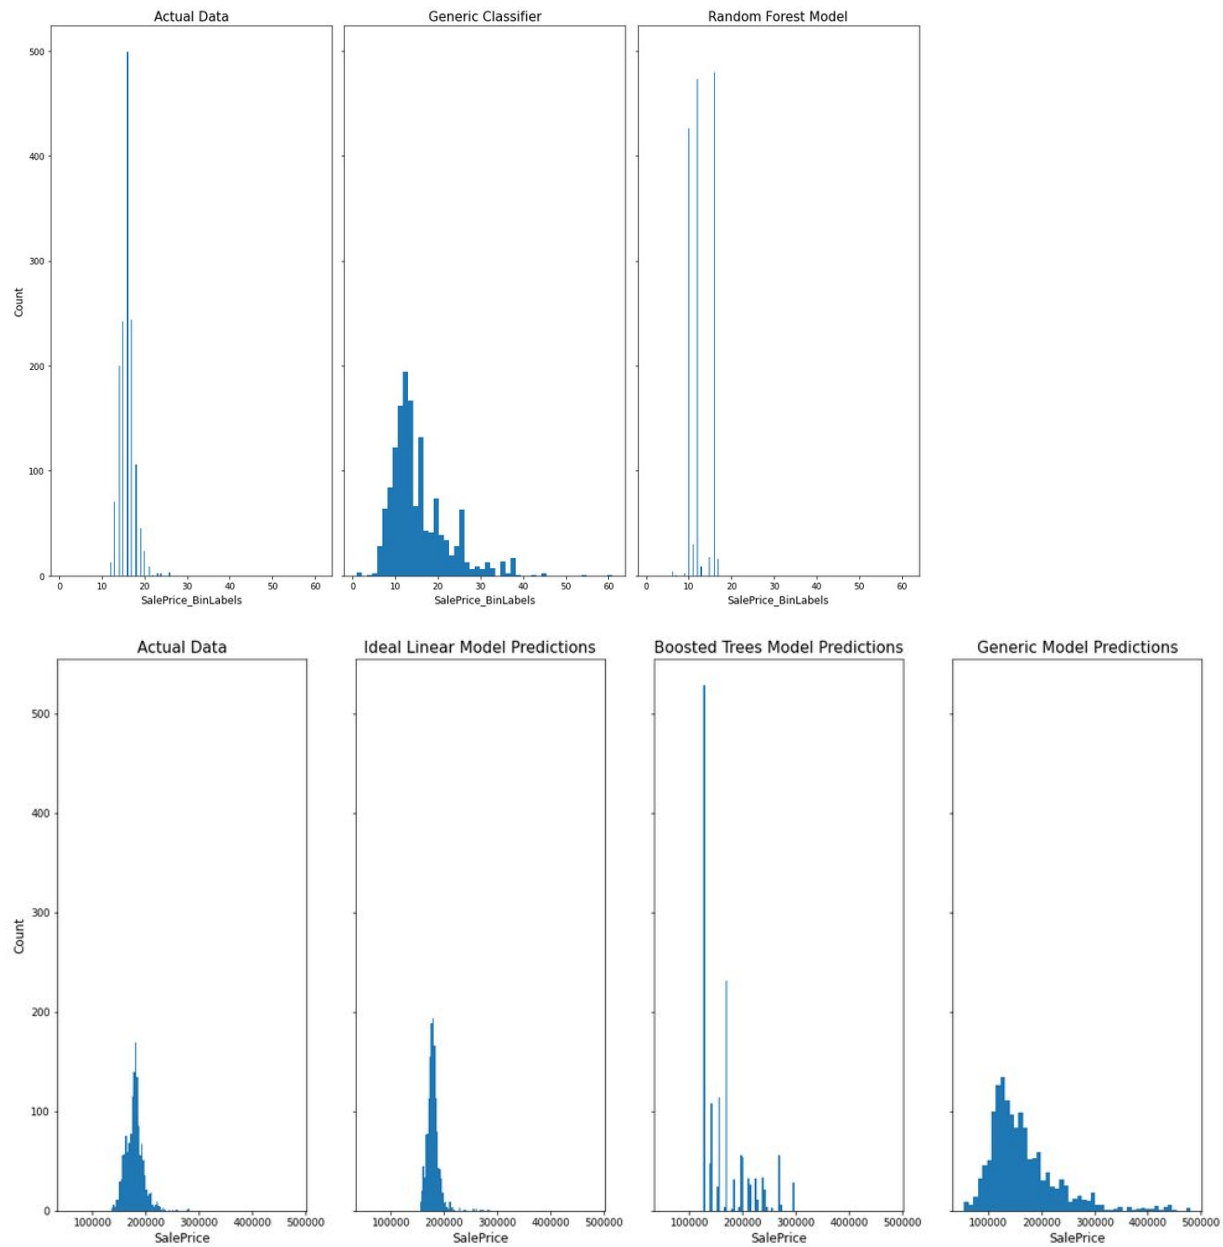 Actual Data
Generic Classifier
Random Forest Model
500
400
300
200
100
0
Count
0 10 20 30 40 50 60
0 10 20 30 40 50 60
0 10 20 30 40 50 60
SalePrice_BinLabels
SalePrice_BinLabels
SalePrice_BinLabels
Actual Data
Ideal Linear Model Predictions
Boosted Trees Model Predictions
Generic Model Predictions
500
400
300
200
100
0
Count
100000 200000 300000 400000 500000
100000 200000 300000 400000 500000
100000 200000 300000 400000 500000
100000 200000 300000 400000 500000
SalePrice
SalePrice
SalePrice
SalePrice